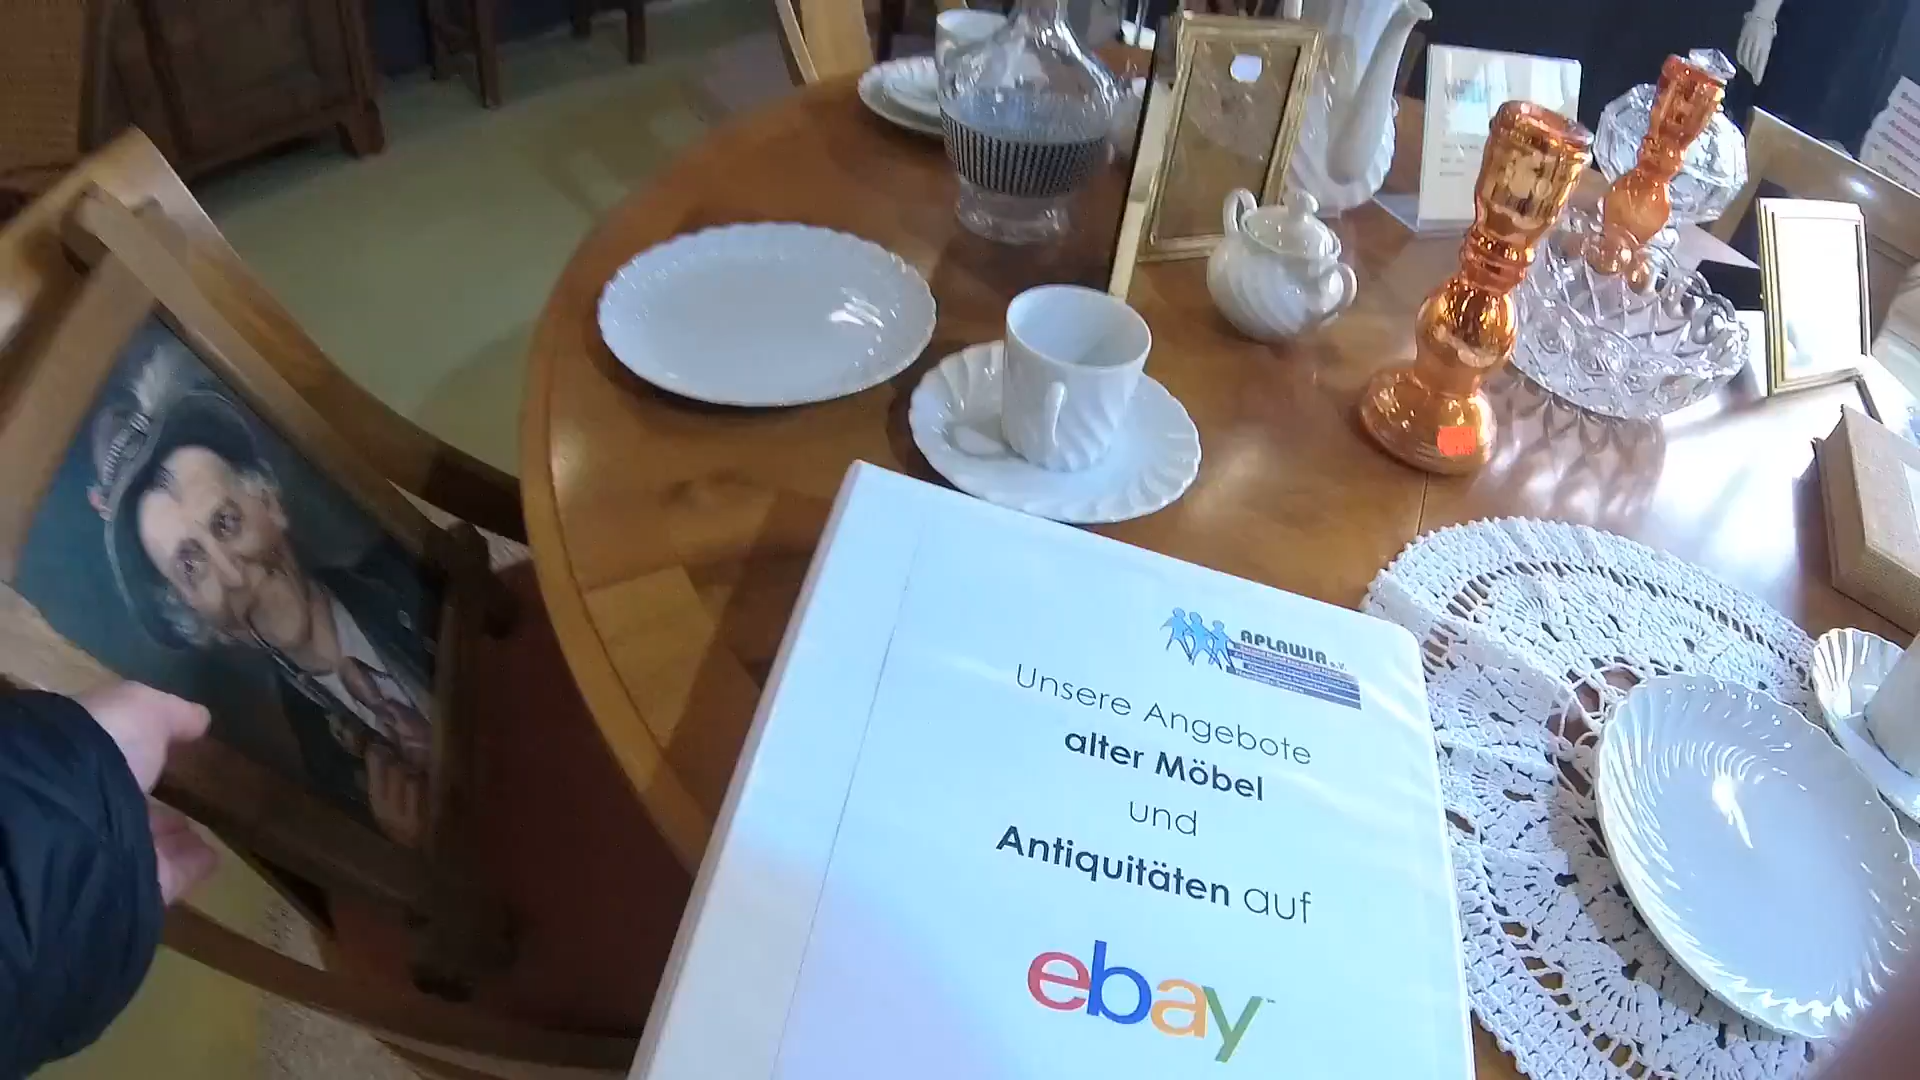 APLAWIA e.V.
Unsere Angebote
alter Möbel
und
Antiquitäten auf
ebay